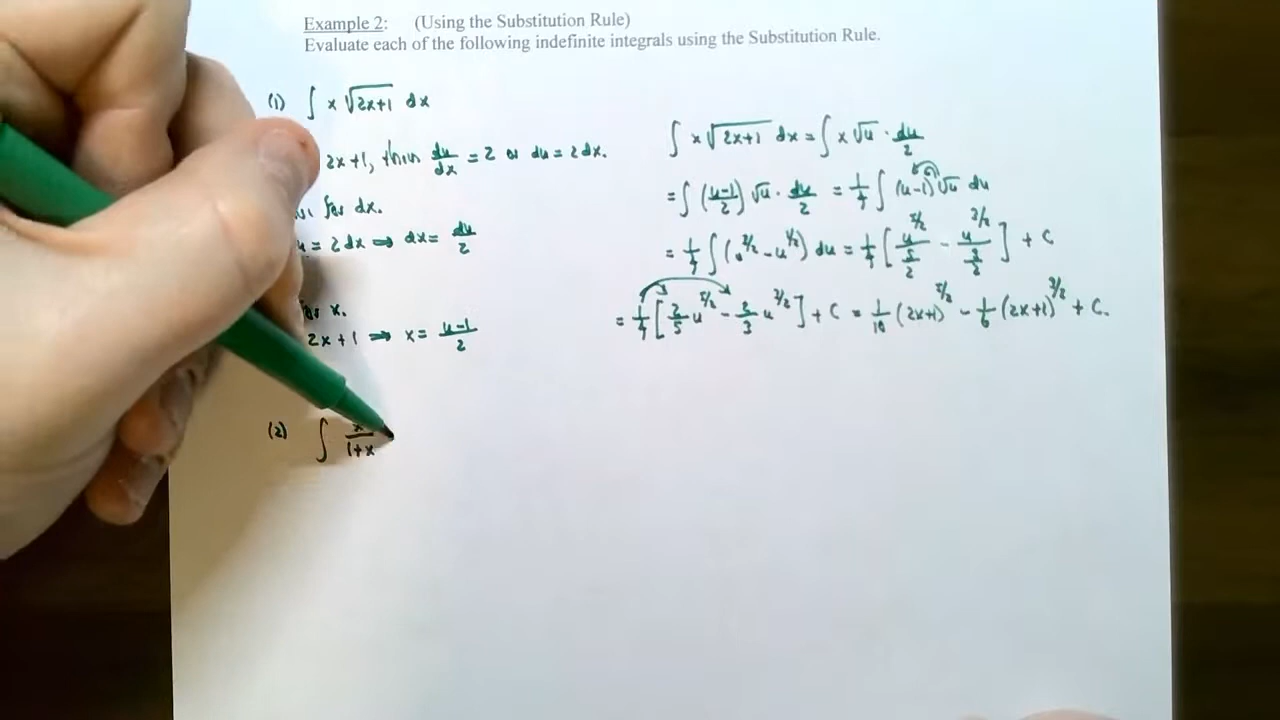 Example 2: (Using the Substitution Rule)
Evaluate each of the following indefinite integrals using the Substitution Rule.
(1) ∫ x √(2x+1) dx
2x+1, then du/dx = 2 or du = 2dx.
for dx.
= 2dx ⟹ dx = du/2
for x.
2x+1 ⟹ x = (u-1)/2
∫ x √(2x+1) dx = ∫ x √u · du/2
= ∫ ((u-1)/2) √u · du/2 = 1/4 ∫ (u-1) √u du
= 1/4 ∫ (u^(3/2) - u^(1/2)) du = 1/4 [u^(5/2)/(5/2) - u^(3/2)/(3/2)] + C
= 1/4 [2/5 u^(5/2) - 2/3 u^(3/2)] + C = 1/10 (2x+1)^(5/2) - 1/6 (2x+1)^(3/2) + C.
(2) ∫ x/(1+x